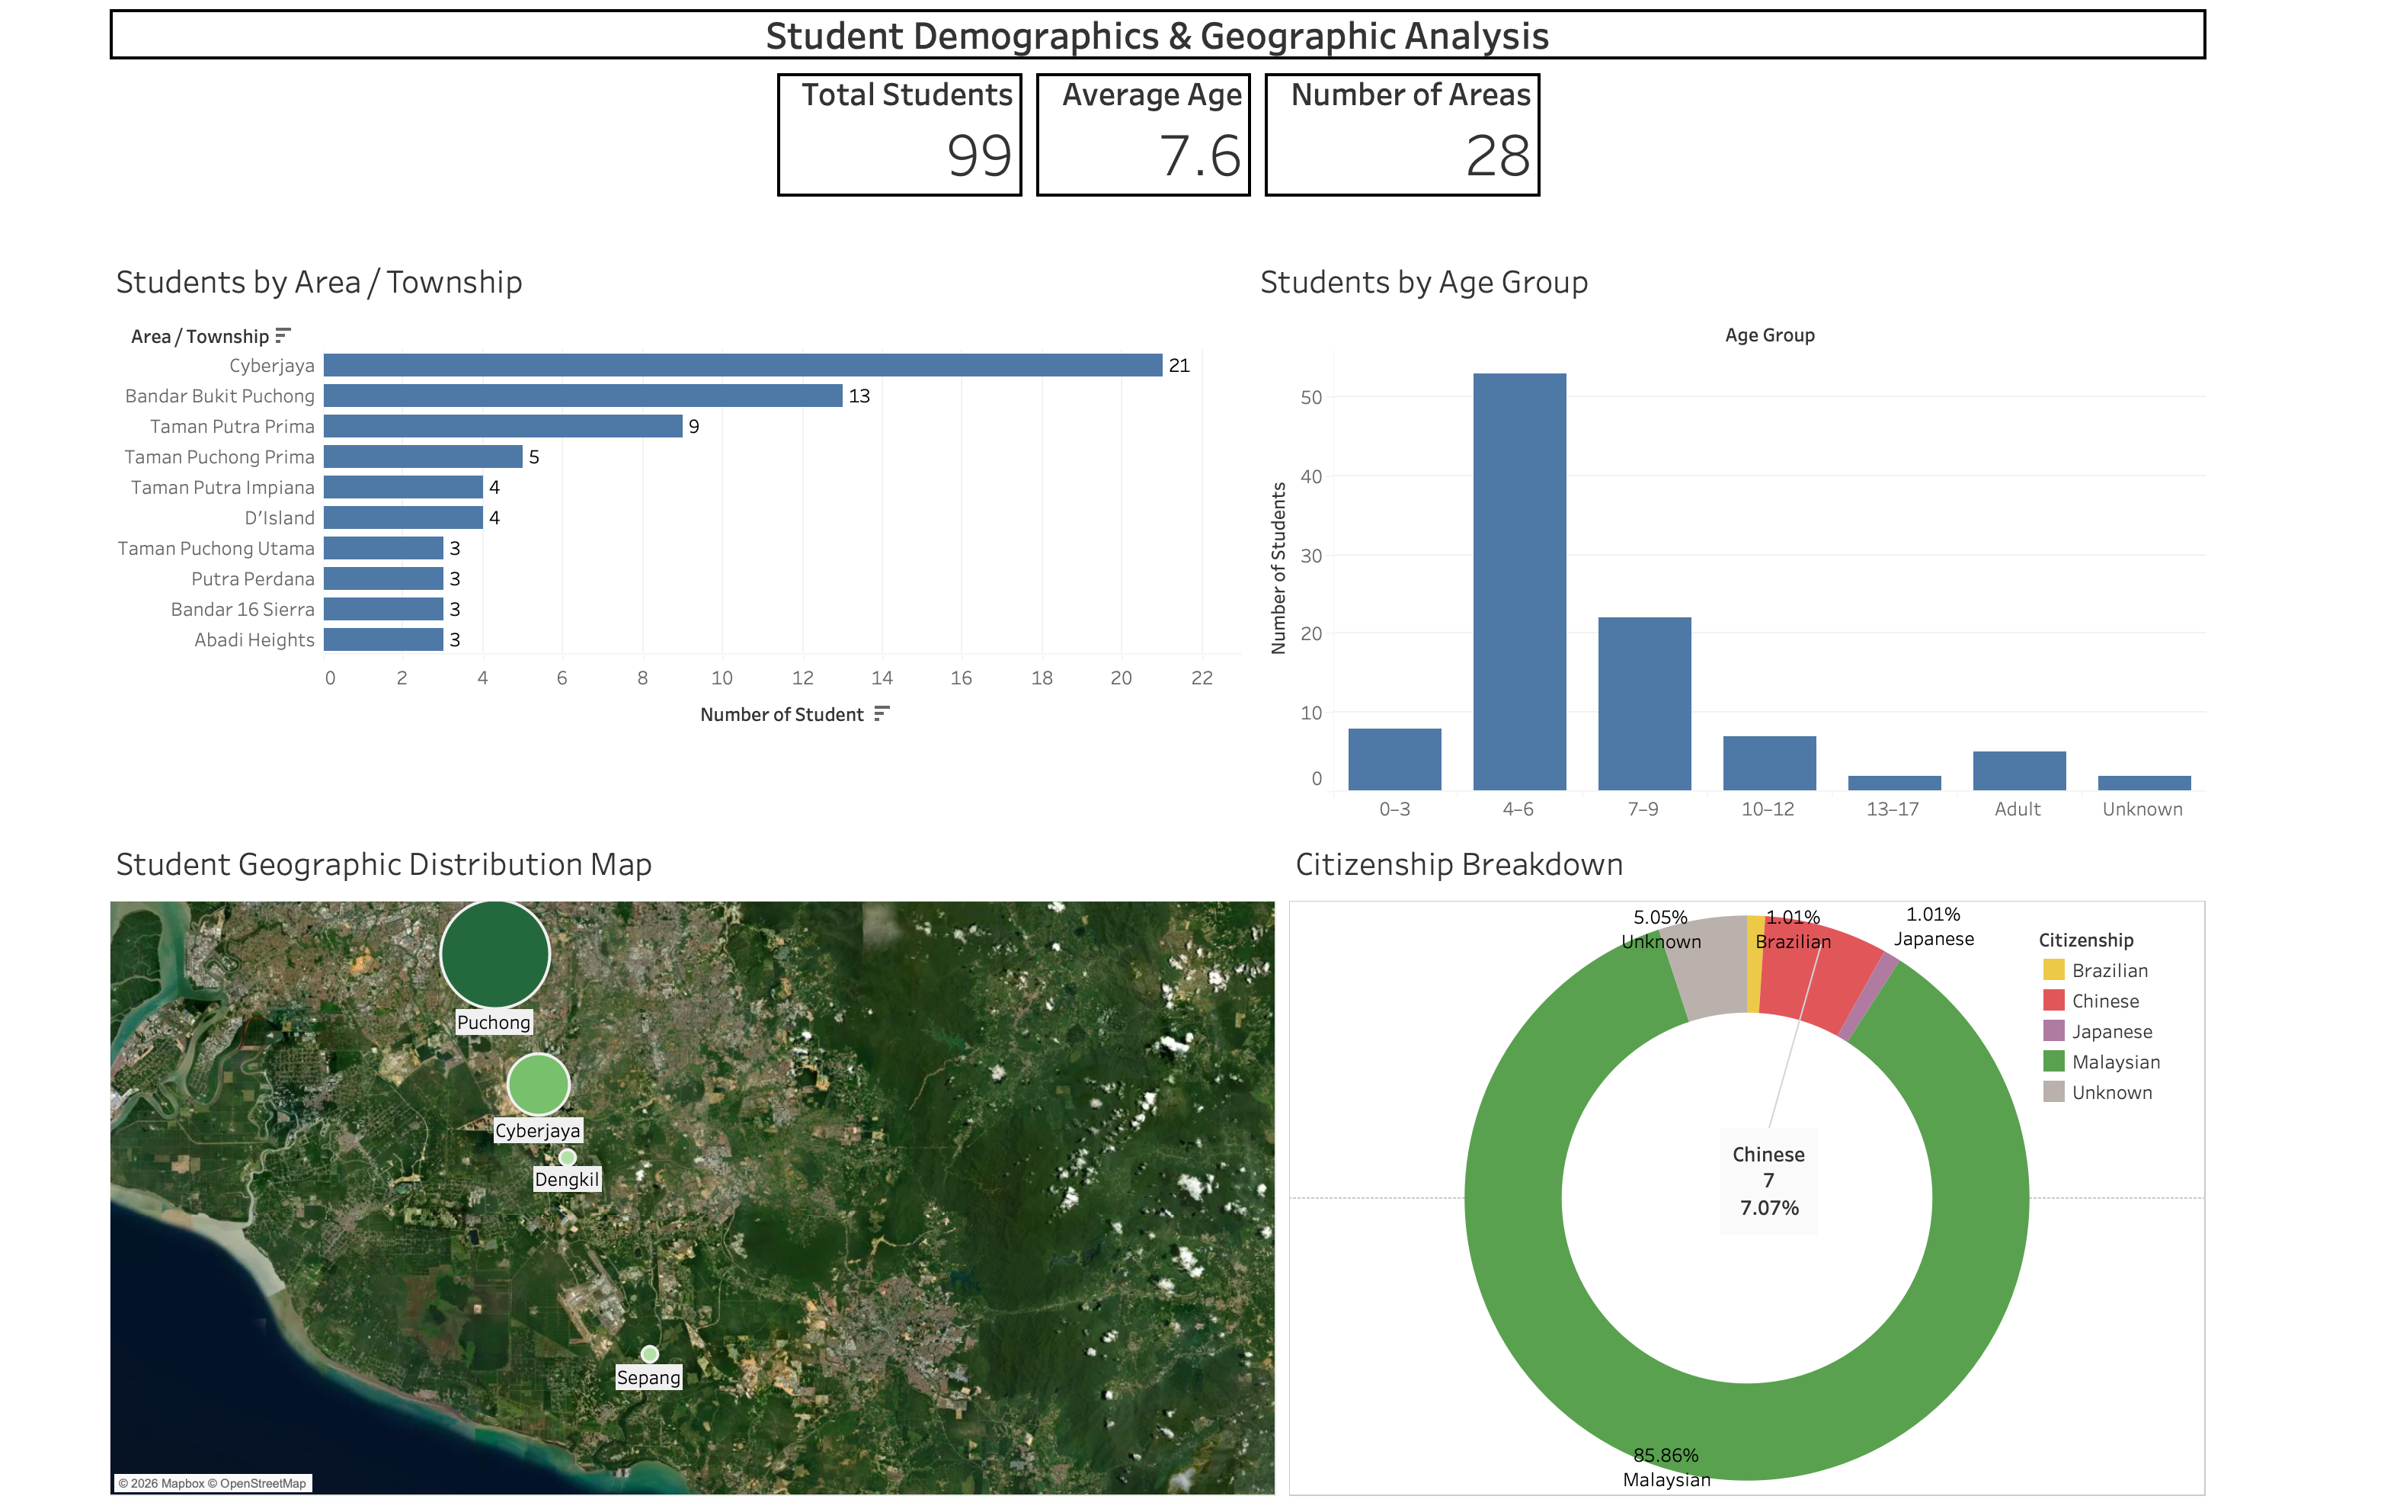 Student Demographics & Geographic Analysis
Total Students
99
Average Age
7.6
Number of Areas
28
Students by Area / Township
Area / Township
Cyberjaya 21
Bandar Bukit Puchong 13
Taman Putra Prima 9
Taman Puchong Prima 5
Taman Putra Impiana 4
D'Island 4
Taman Puchong Utama 3
Putra Perdana 3
Bandar 16 Sierra 3
Abadi Heights 3
0 2 4 6 8 10 12 14 16 18 20 22
Number of Student
Students by Age Group
Age Group
Number of Students
50
40
30
20
10
0
0–3 4–6 7–9 10–12 13–17 Adult Unknown
Student Geographic Distribution Map
Puchong
Cyberjaya
Dengkil
Sepang
© 2026 Mapbox © OpenStreetMap
Citizenship Breakdown
5.05%
Unknown
1.01%
Brazilian
1.01%
Japanese
Chinese
7
7.07%
85.86%
Malaysian
Citizenship
Brazilian
Chinese
Japanese
Malaysian
Unknown